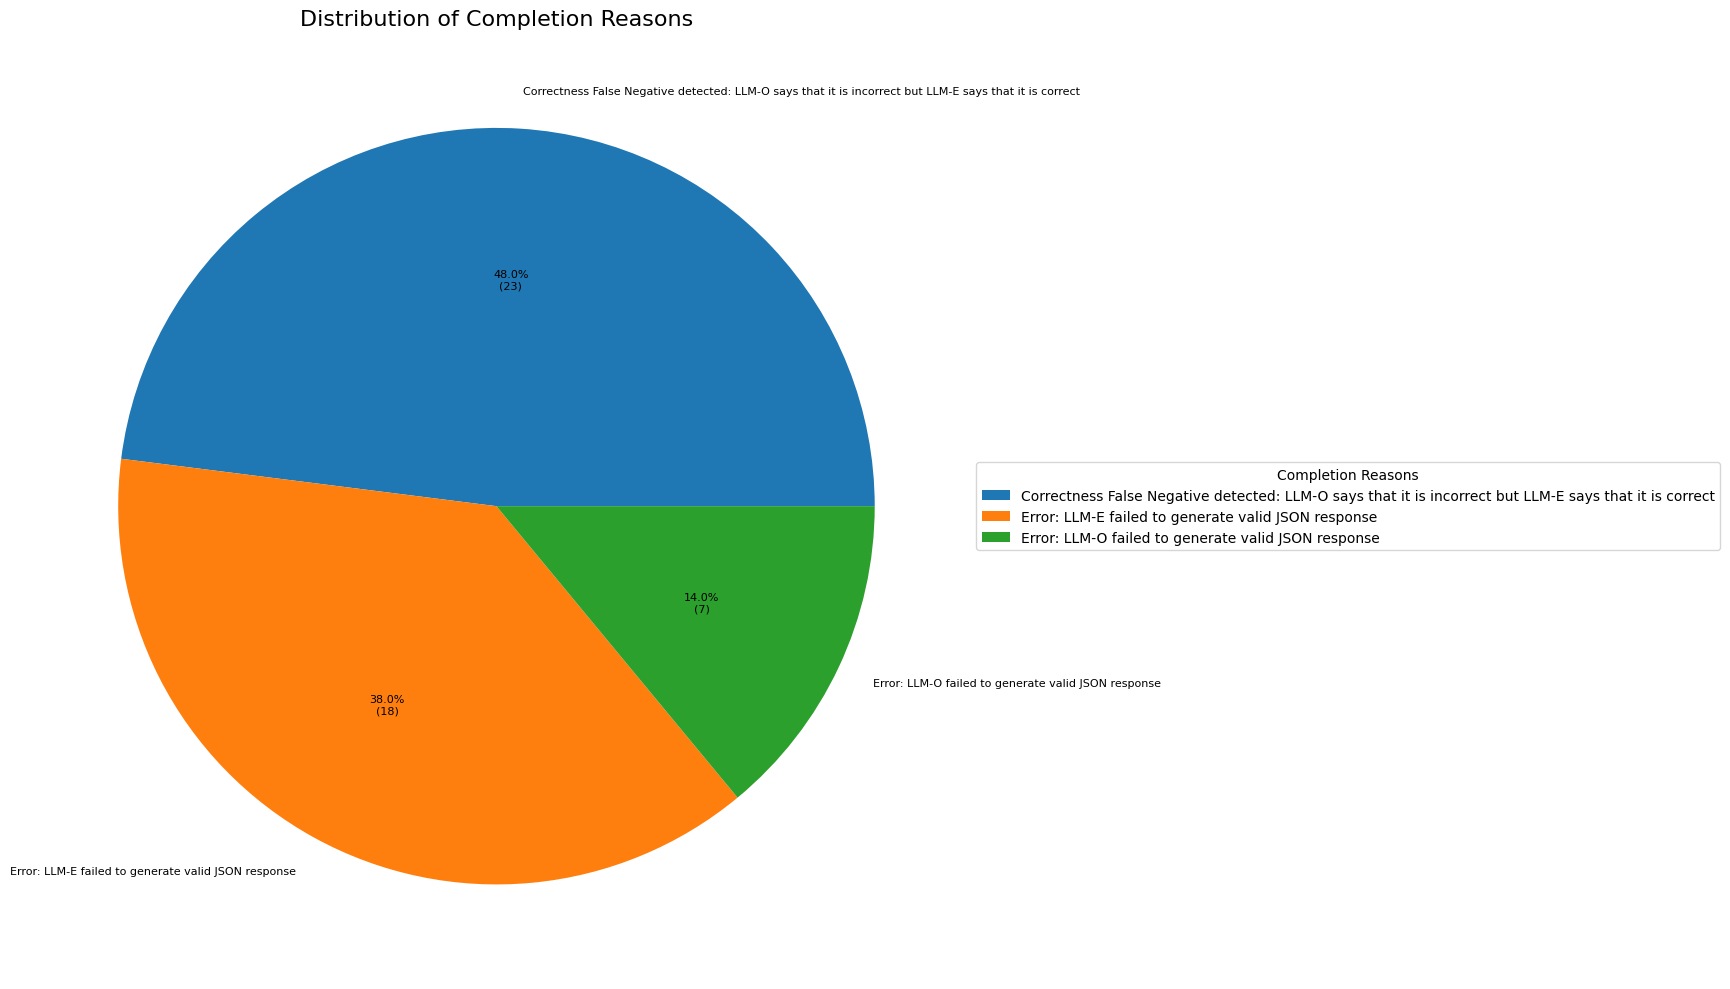 Distribution of Completion Reasons
Correctness False Negative detected: LLM-O says that it is incorrect but LLM-E says that it is correct
48.0%
(23)
Completion Reasons
Correctness False Negative detected: LLM-O says that it is incorrect but LLM-E says that it is correct
Error: LLM-E failed to generate valid JSON response
Error: LLM-O failed to generate valid JSON response
14.0%
(7)
Error: LLM-O failed to generate valid JSON response
38.0%
(18)
Error: LLM-E failed to generate valid JSON response